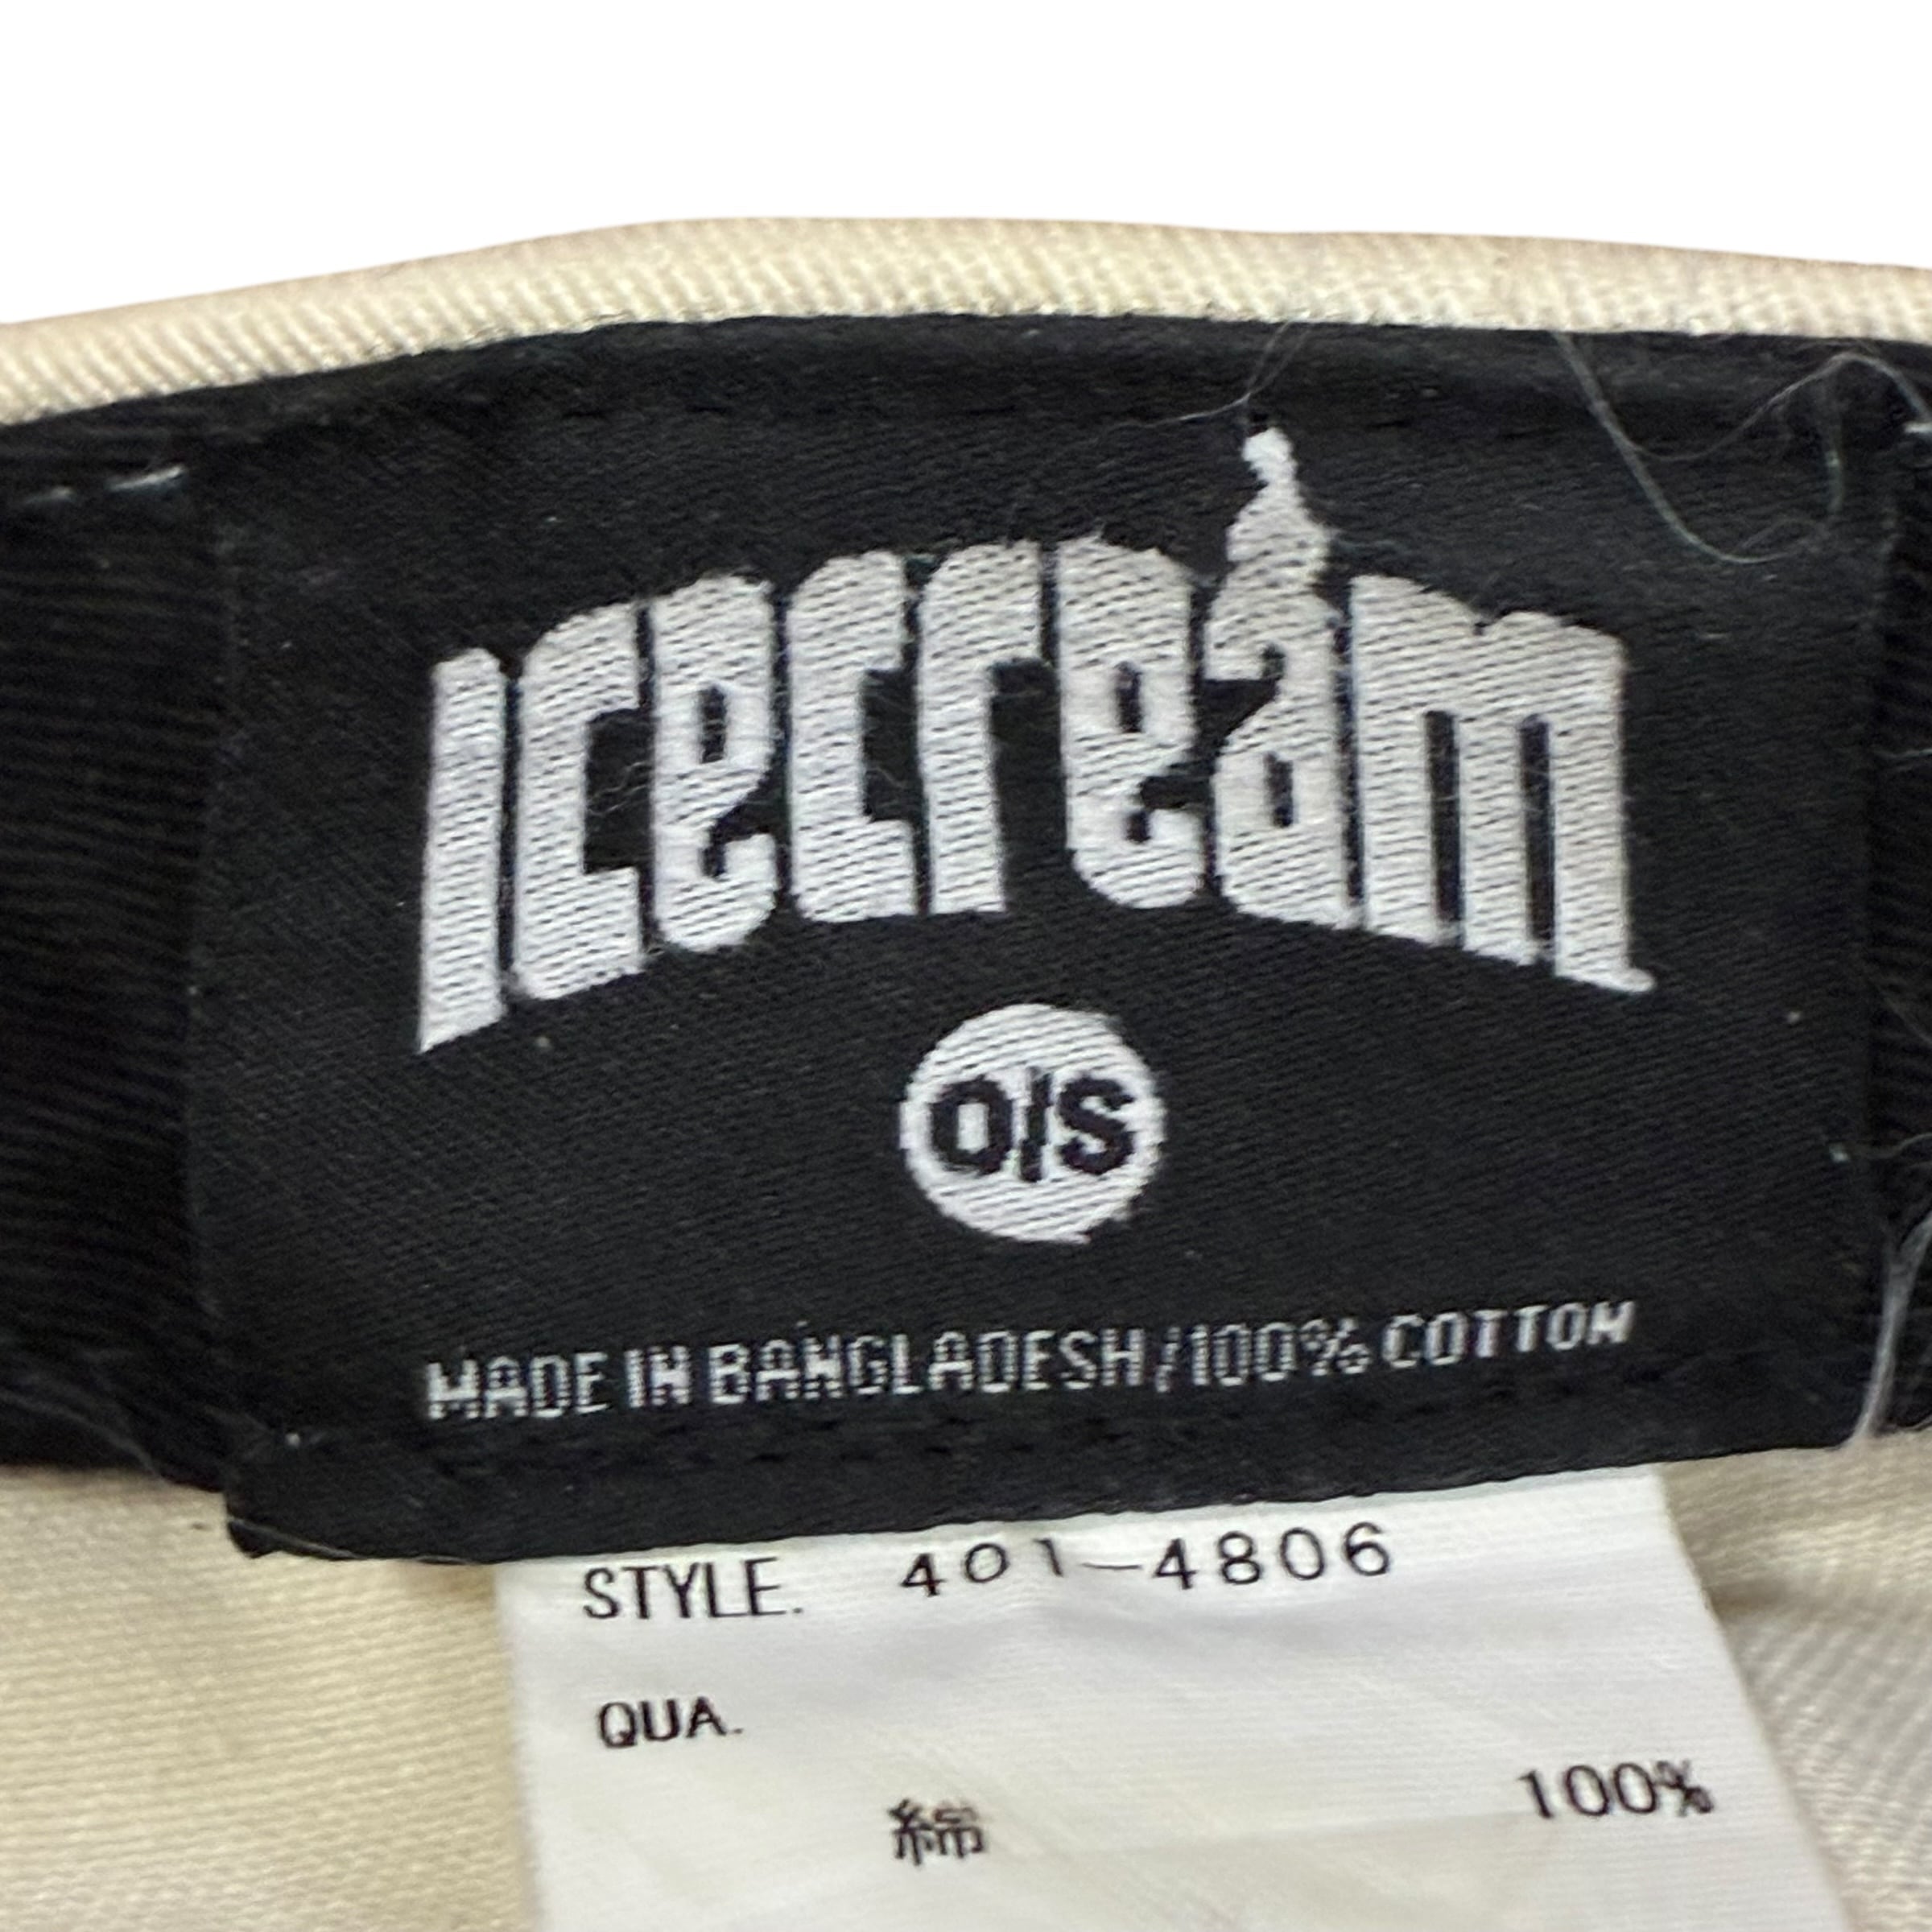 Icecream
O/S
MADE IN BANGLADESH/100% COTTON
STYLE. 401-4806
QUA.
綿 100%